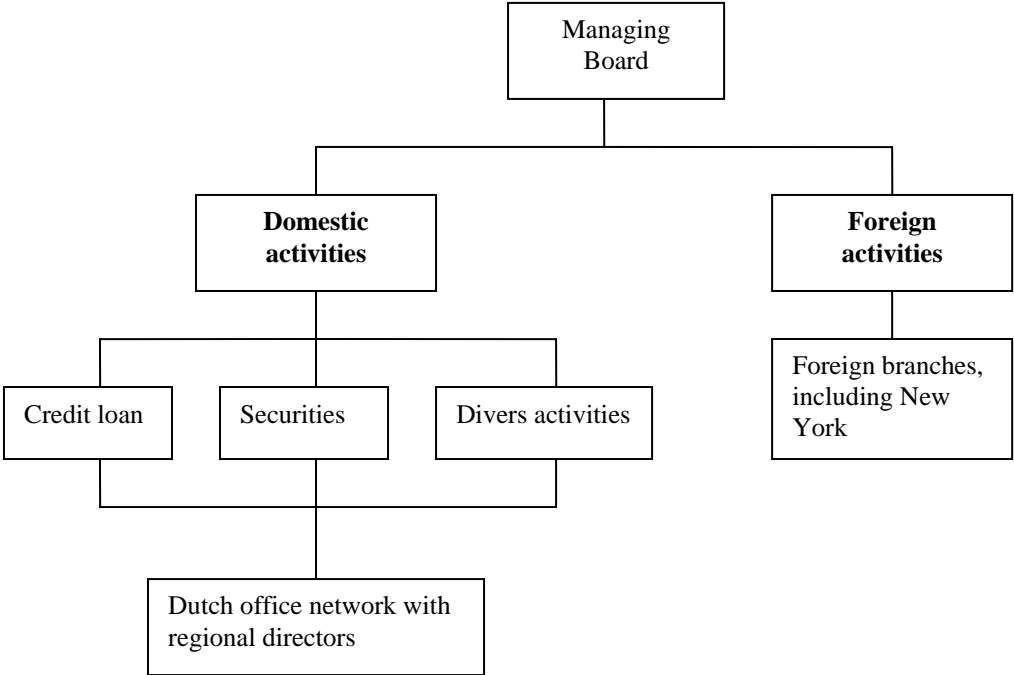 Managing
Board
Domestic
activities
Foreign
activities
Credit loan
Securities
Divers activities
Foreign branches,
including New
York
Dutch office network with
regional directors